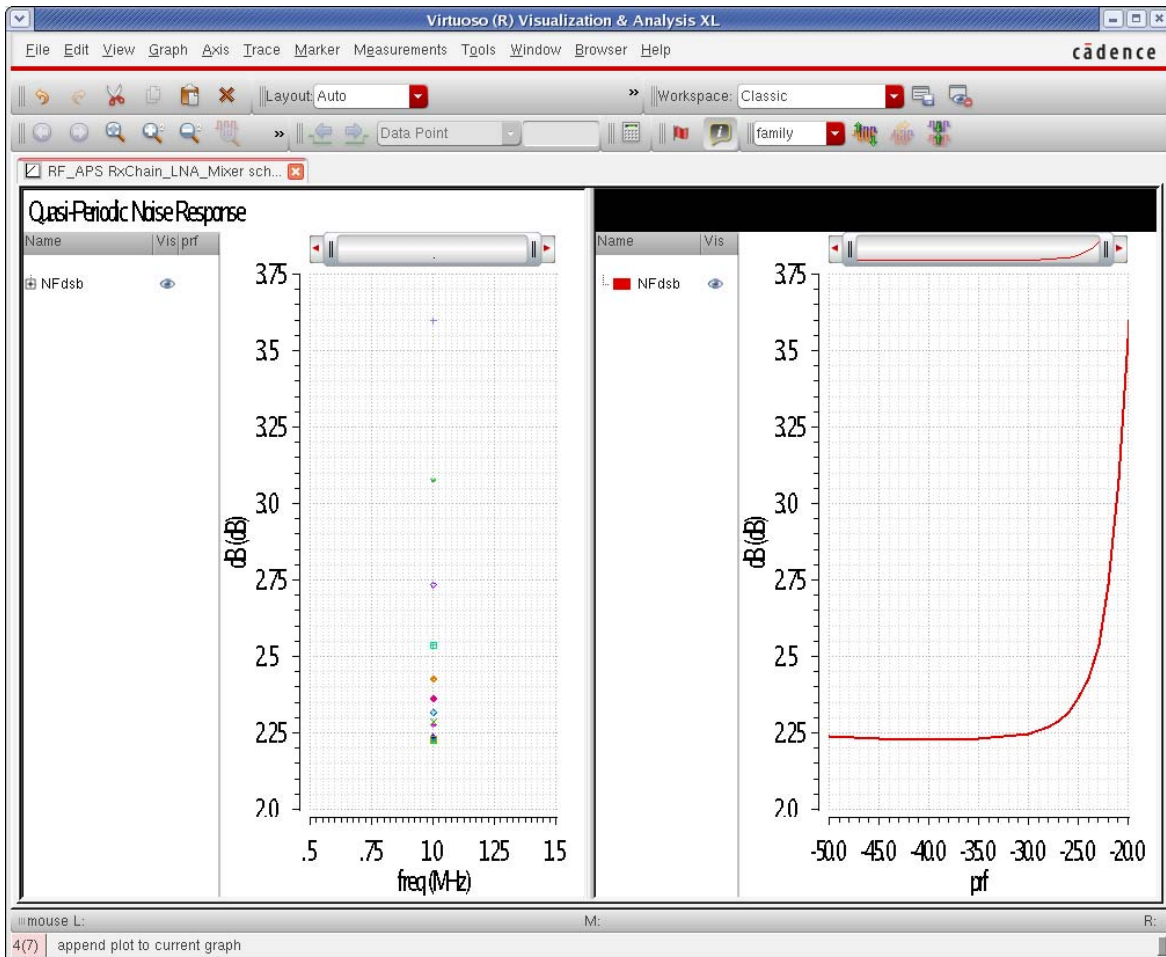 Virtuoso (R) Visualization & Analysis XL
File Edit View Graph Axis Trace Marker Measurements Tools Window Browser Help
cādence
Layout: Auto
» Workspace: Classic
» Data Point
family
RF_APS RxChain_LNA_Mixer sch...
Quasi-Periodic Noise Response
Name Vis prf
NFdsb
3.75
3.5
3.25
3.0
2.75
2.5
2.25
2.0
dB (dB)
.5 .75 1.0 1.25 1.5
freq (MHz)
Name Vis
NFdsb
3.75
3.5
3.25
3.0
2.75
2.5
2.25
2.0
dB (dB)
-50.0 -45.0 -40.0 -35.0 -30.0 -25.0 -20.0
prf
mouse L: M: R:
4(7) append plot to current graph